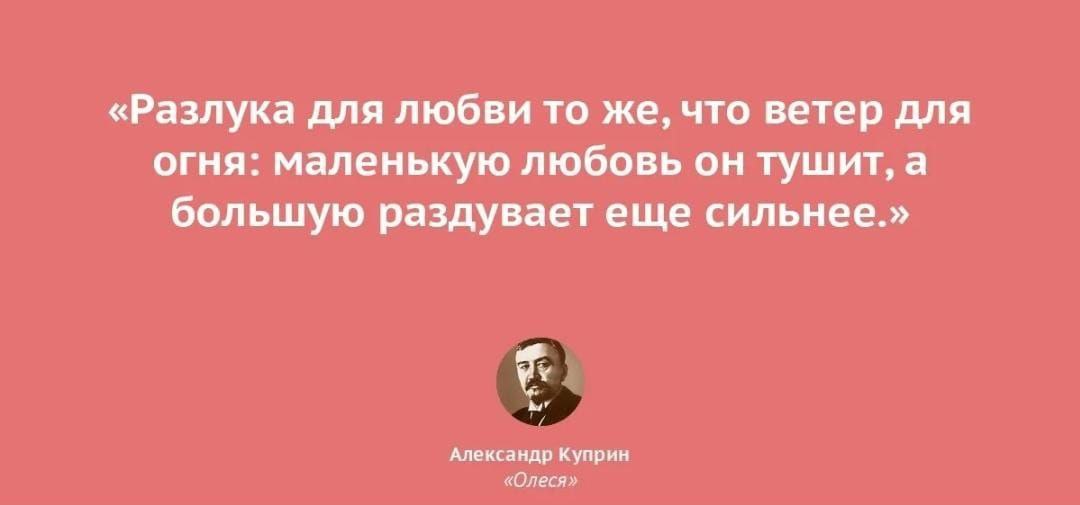 «Разлука для любви то же, что ветер для
огня: маленькую любовь он тушит, а
большую раздувает еще сильнее.»
Александр Куприн
«Олеся»